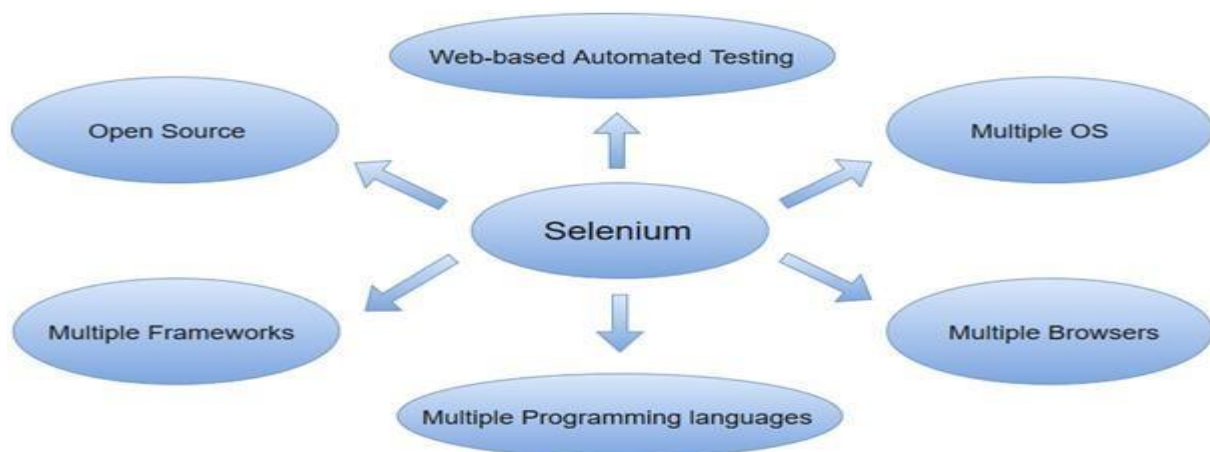 Web-based Automated Testing
Open Source
Multiple OS
Selenium
Multiple Frameworks
Multiple Browsers
Multiple Programming languages